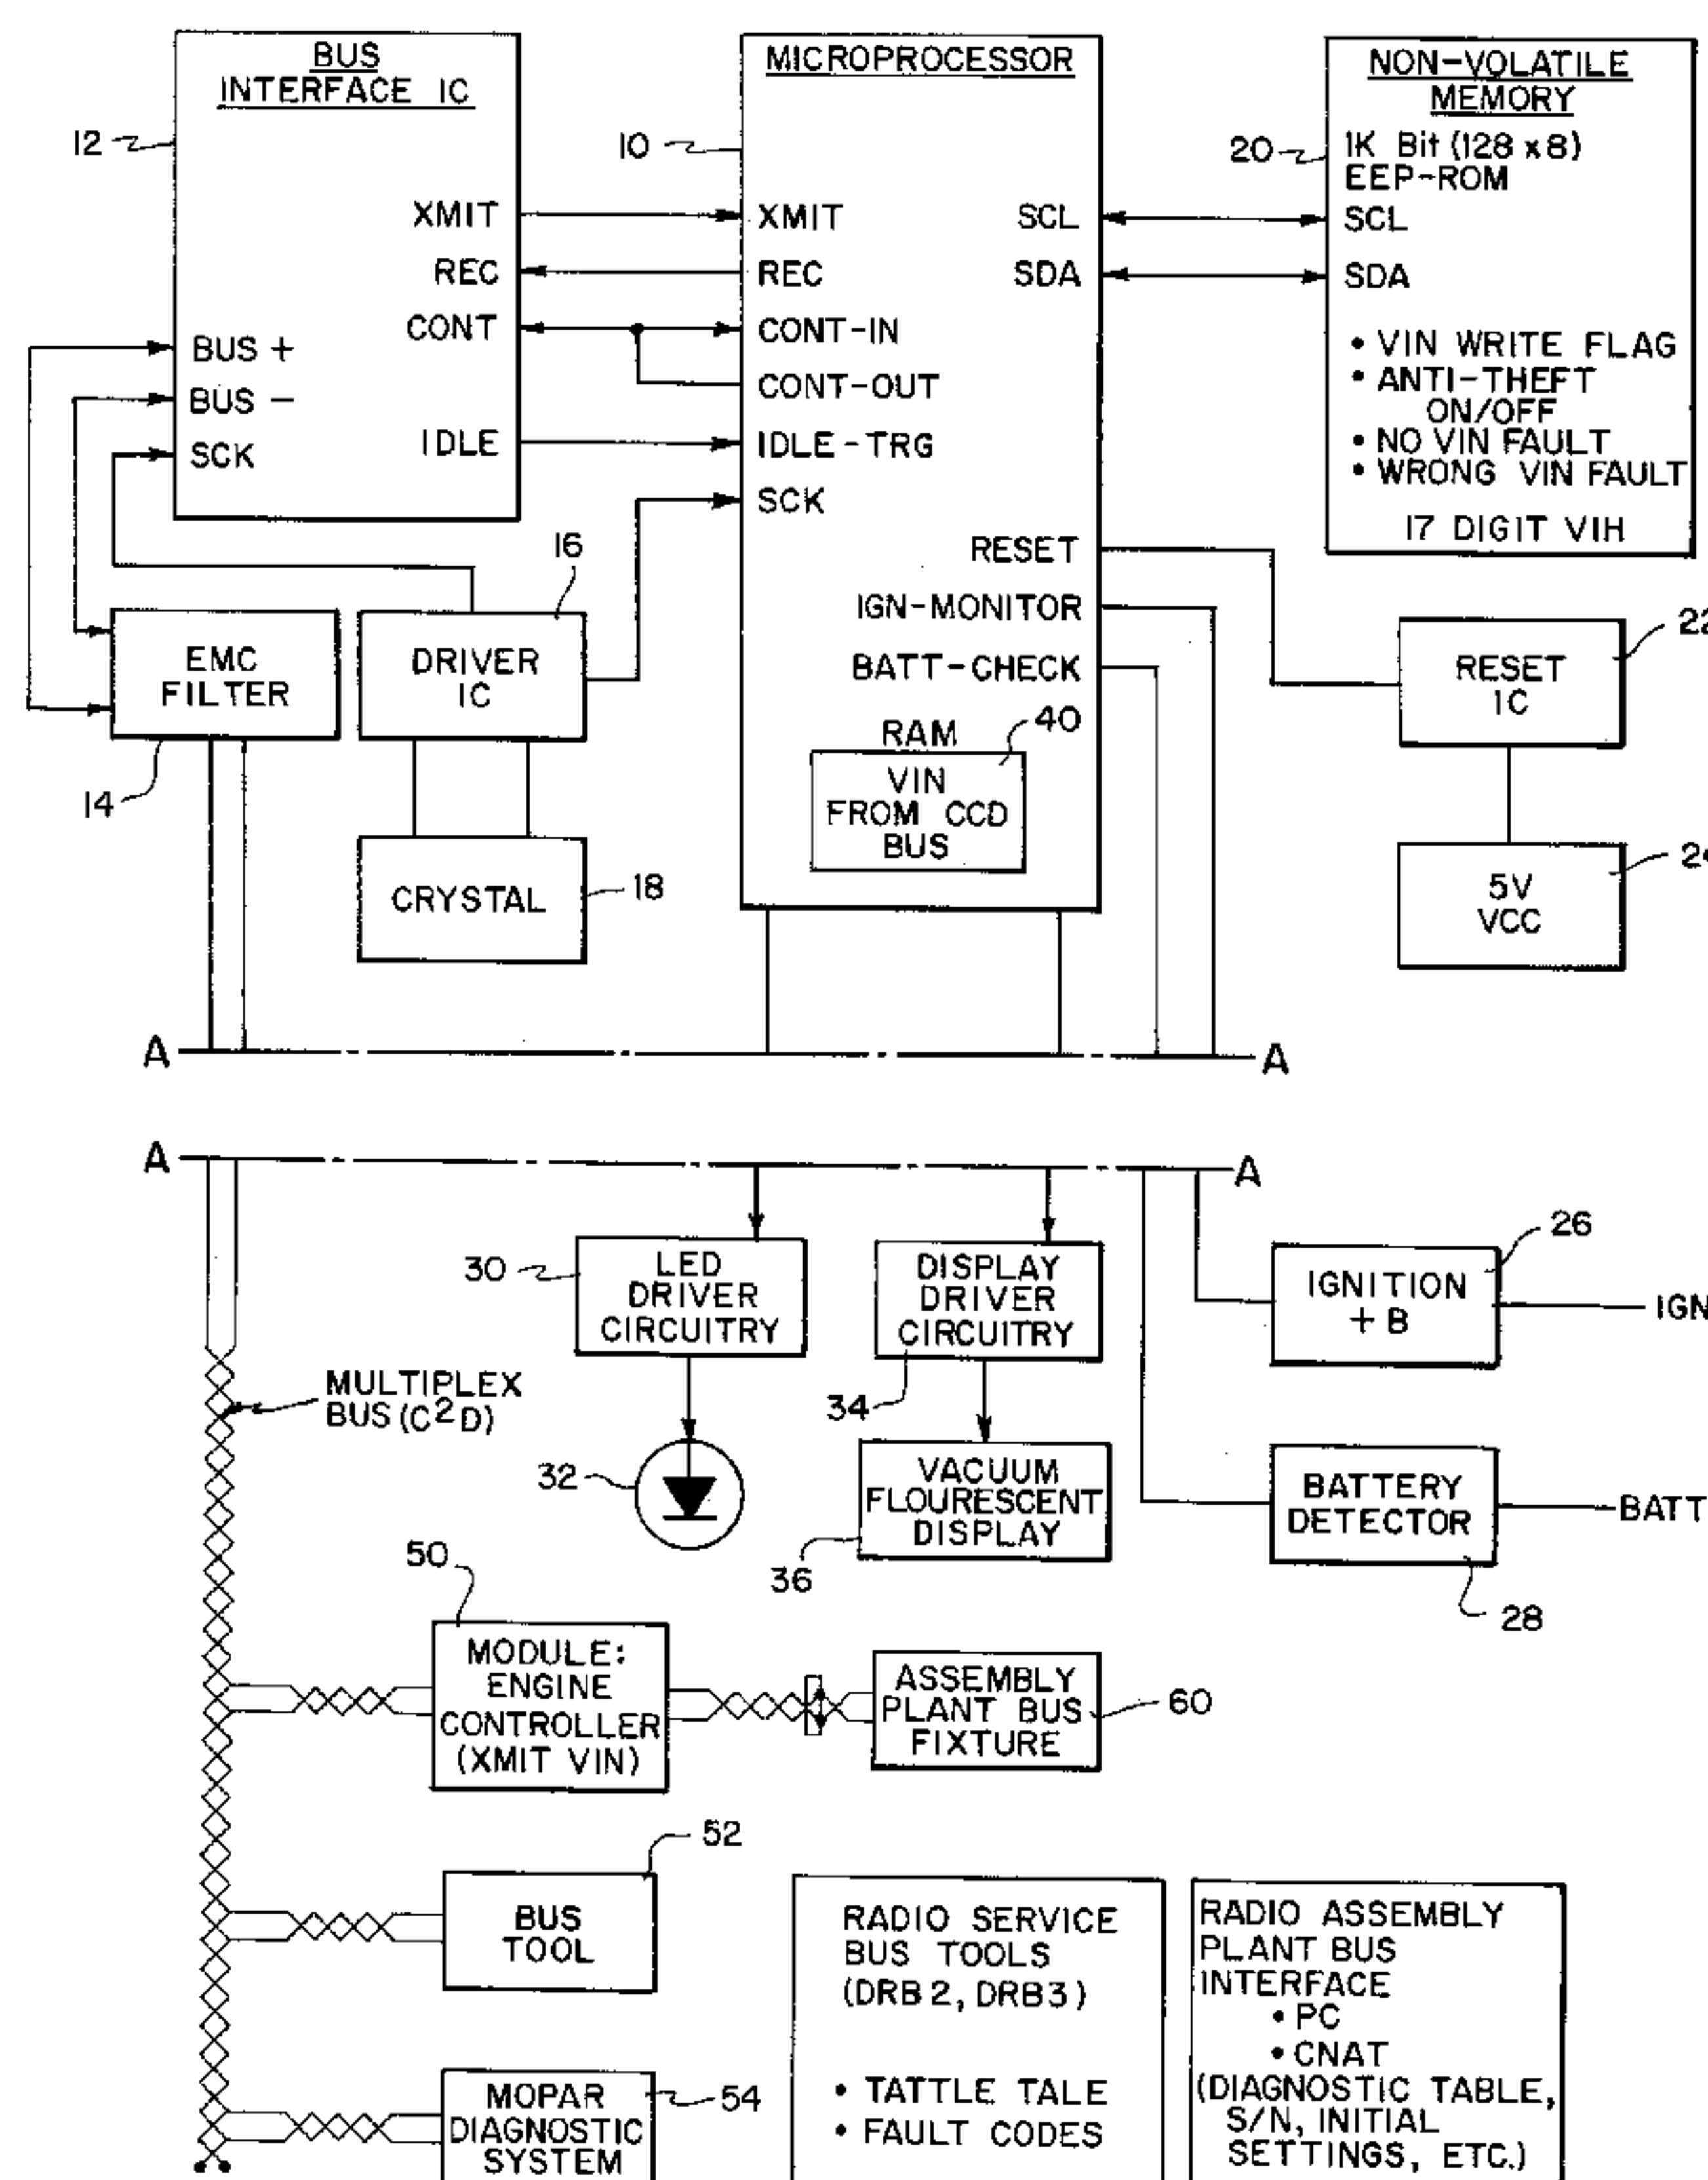 BUS
INTERFACE IC
12
XMIT
REC
CONT
IDLE
BUS +
BUS -
SCK
MICROPROCESSOR
10
XMIT
REC
CONT-IN
CONT-OUT
IDLE-TRG
SCK
SCL
SDA
RESET
IGN-MONITOR
BATT-CHECK
RAM
40
VIN
FROM CCD
BUS
NON-VOLATILE
MEMORY
20
1K Bit (128 x 8)
EEP-ROM
SCL
SDA
• VIN WRITE FLAG
• ANTI-THEFT
ON/OFF
• NO VIN FAULT
• WRONG VIN FAULT
17 DIGIT VIH
EMC
FILTER
14
16
DRIVER
IC
CRYSTAL
18
RESET
IC
22
5V
VCC
24
A
A
A
A
MULTIPLEX
BUS (C²D)
30
LED
DRIVER
CIRCUITRY
32
DISPLAY
DRIVER
CIRCUITRY
34
VACUUM
FLOURESCENT
DISPLAY
36
26
IGNITION
+ B
IGN
BATTERY
DETECTOR
BATT
28
50
MODULE:
ENGINE
CONTROLLER
(XMIT VIN)
ASSEMBLY
PLANT BUS
FIXTURE
60
52
BUS
TOOL
MOPAR
DIAGNOSTIC
SYSTEM
54
RADIO SERVICE
BUS TOOLS
(DRB2, DRB3)
• TATTLE TALE
• FAULT CODES
RADIO ASSEMBLY
PLANT BUS
INTERFACE
• PC
• CNAT
(DIAGNOSTIC TABLE,
S/N, INITIAL
SETTINGS, ETC.)